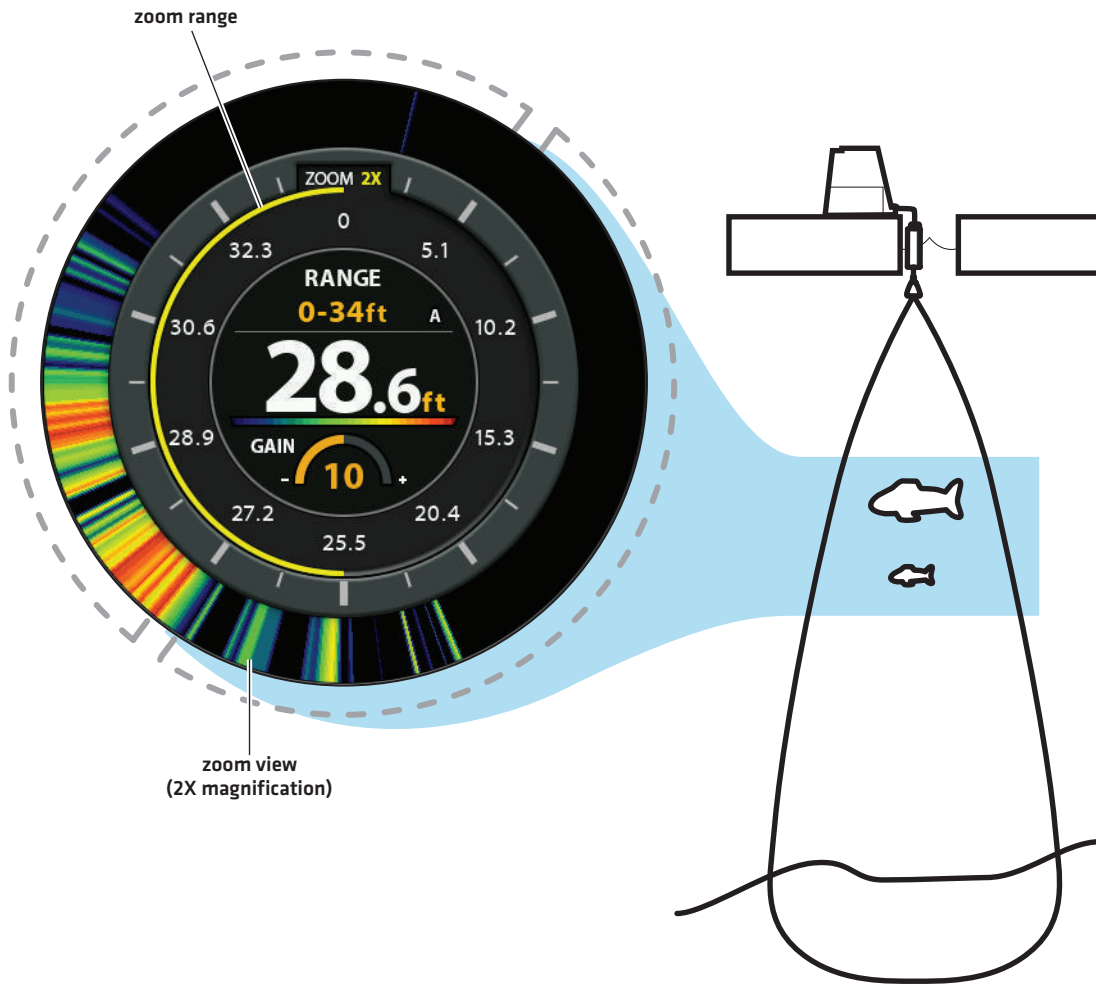 zoom range
ZOOM 2X
0
32.3
5.1
RANGE
0-34ft
A
30.6
10.2
28.6ft
28.9
15.3
GAIN
- 10 +
27.2
20.4
25.5
zoom view
(2X magnification)